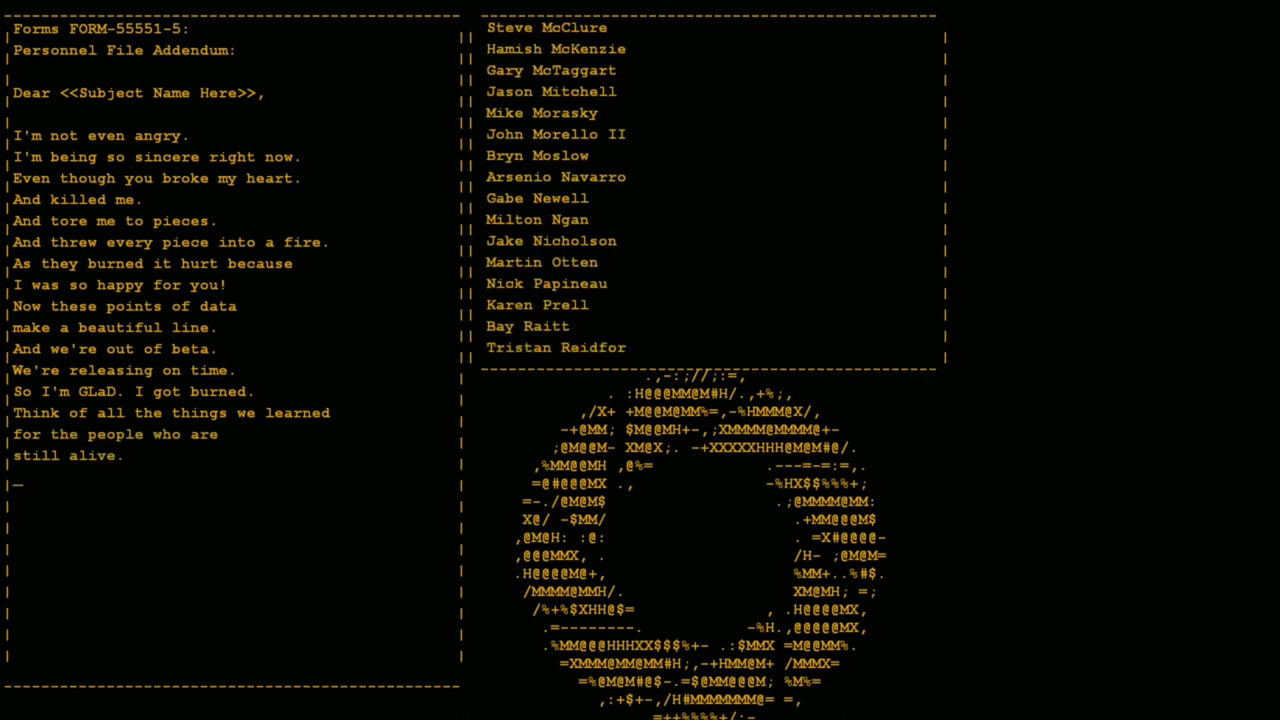 Forms FORM-55551-5:
Personnel File Addendum:
Dear <<Subject Name Here>>,
I'm not even angry.
I'm being so sincere right now.
Even though you broke my heart.
And killed me.
And tore me to pieces.
And threw every piece into a fire.
As they burned it hurt because
I was so happy for you!
Now these points of data
make a beautiful line.
And we're out of beta.
We're releasing on time.
So I'm GLaD. I got burned.
Think of all the things we learned
for the people who are
still alive.
Steve McClure
Hamish McKenzie
Gary McTaggart
Jason Mitchell
Mike Morasky
John Morello II
Bryn Moslow
Arsenio Navarro
Gabe Newell
Milton Ngan
Jake Nicholson
Martin Otten
Nick Papineau
Karen Prell
Bay Raitt
Tristan Reidfor